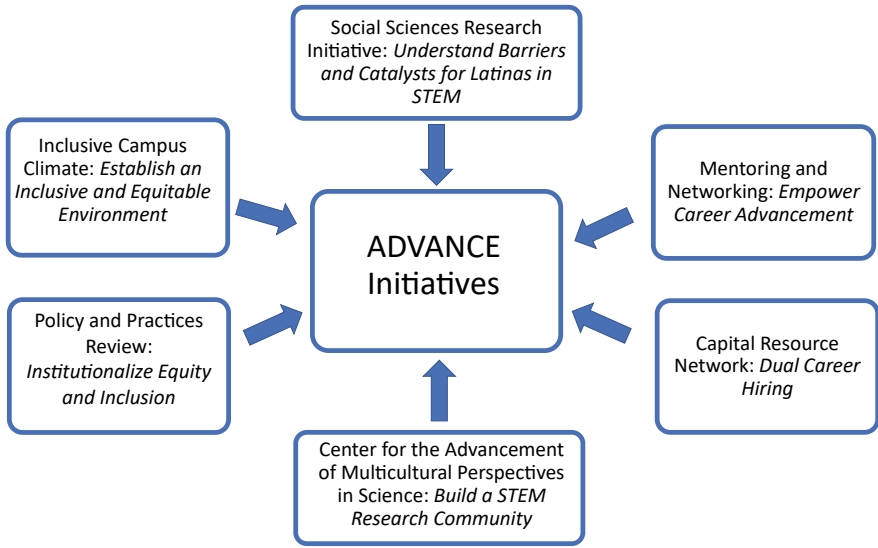 Social Sciences Research
Initiative: Understand Barriers
and Catalysts for Latinas in
STEM
Inclusive Campus
Climate: Establish an
Inclusive and Equitable
Environment
Mentoring and
Networking: Empower
Career Advancement
ADVANCE
Initiatives
Policy and Practices
Review:
Institutionalize Equity
and Inclusion
Capital Resource
Network: Dual Career
Hiring
Center for the Advancement
of Multicultural Perspectives
in Science: Build a STEM
Research Community